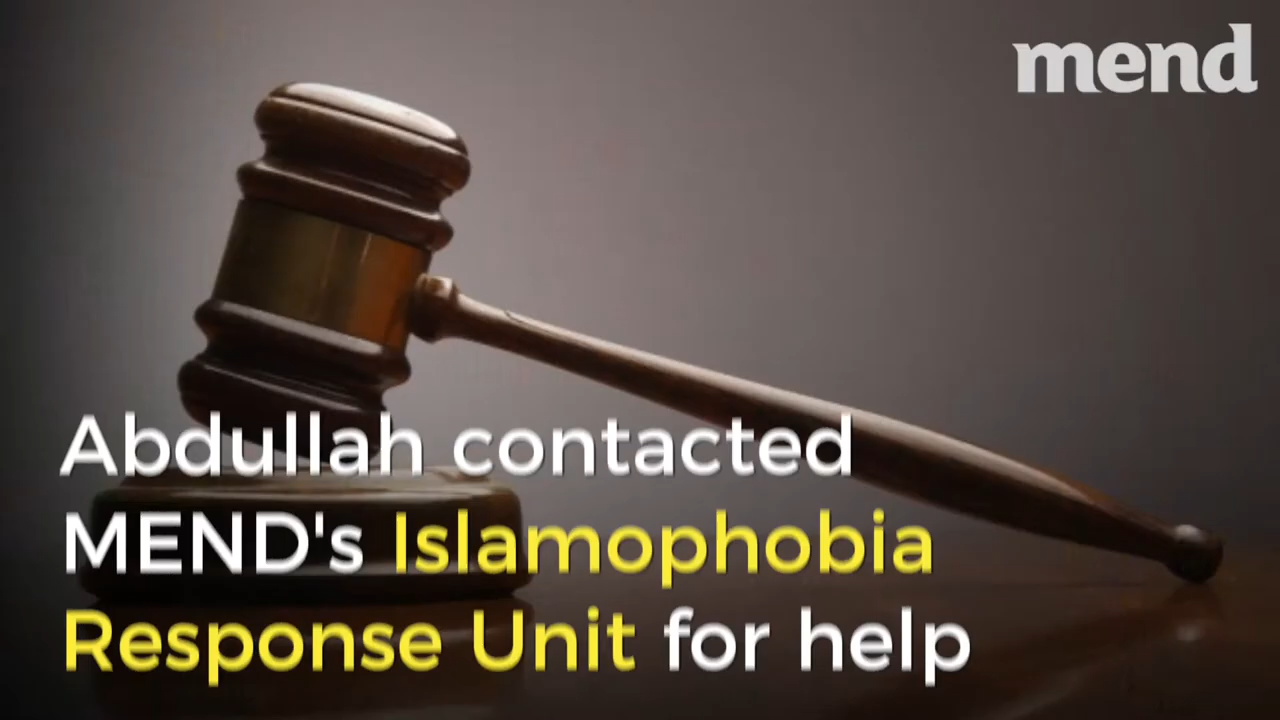 mend
Abdullah contacted
MEND's Islamophobia
Response Unit for help